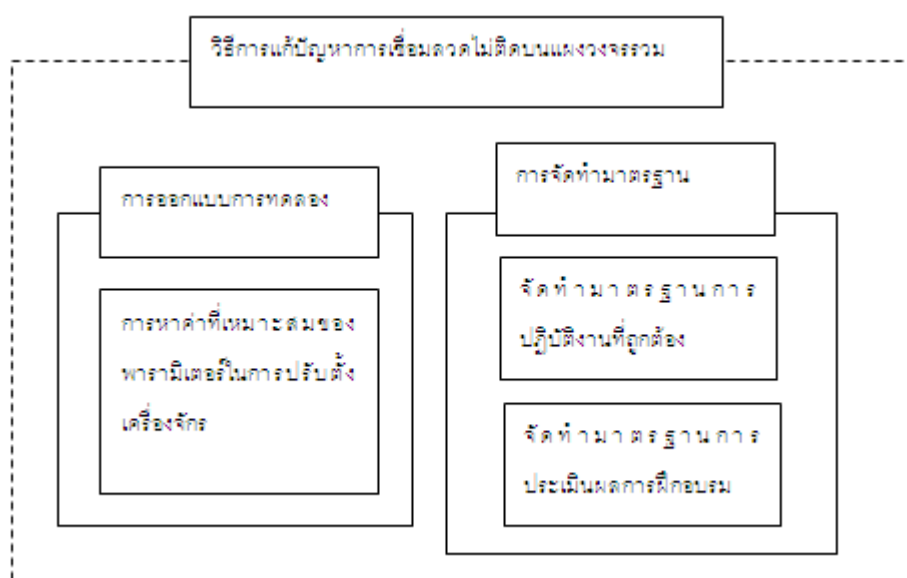 วิธีการแก้ปัญหาการเชื่อมลวดไม่ติดบนแผงวงจรรวม
การออกแบบการทดลอง
การหาค่าที่เหมาะสมของ
พารามิเตอร์ในการปรับตั้ง
เครื่องจักร
การจัดทำมาตรฐาน
จัดทำมาตรฐานการ
ปฏิบัติงานที่ถูกต้อง
จัดทำมาตรฐานการ
ประเมินผลการฝึกอบรม